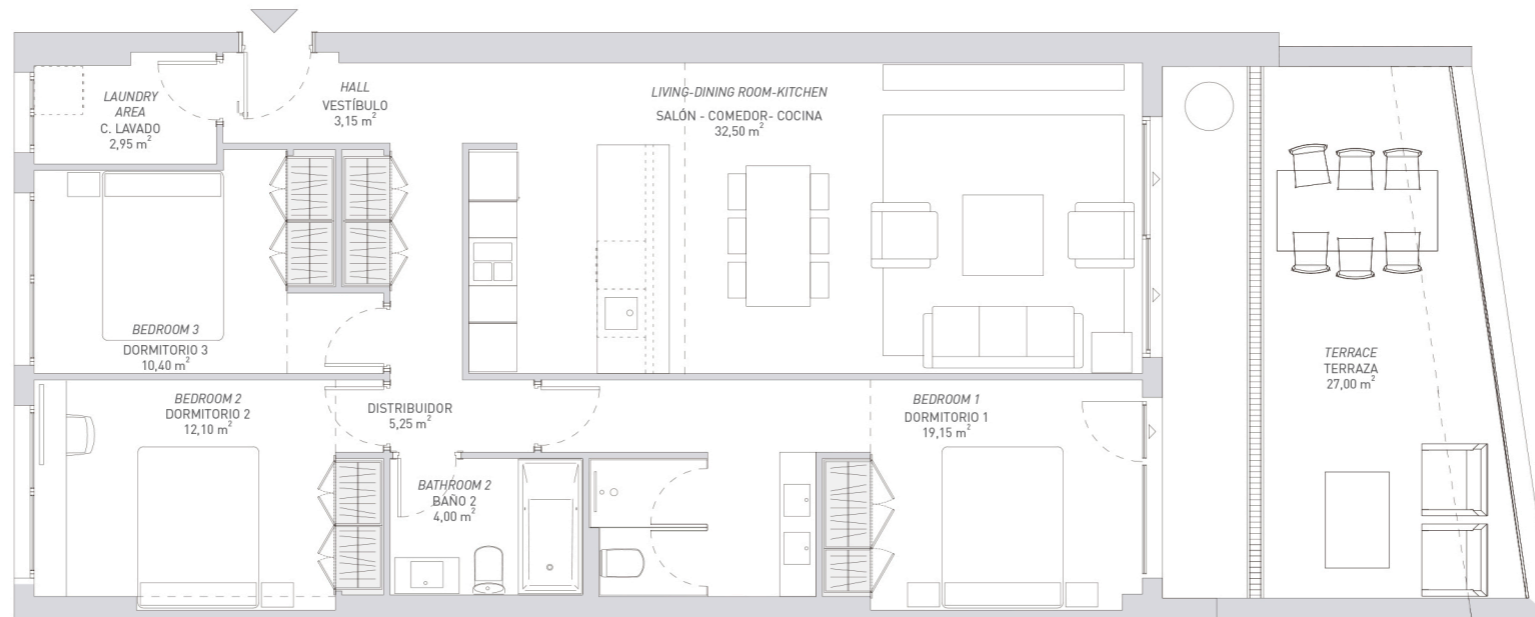 LAUNDRY
AREA
C. LAVADO
2,95 m²
HALL
VESTÍBULO
3,15 m²
LIVING-DINING ROOM-KITCHEN
SALÓN - COMEDOR- COCINA
32,50 m²
BEDROOM 3
DORMITORIO 3
10,40 m²
TERRACE
TERRAZA
27,00 m²
BEDROOM 2
DORMITORIO 2
12,10 m²
DISTRIBUIDOR
5,25 m²
BEDROOM 1
DORMITORIO 1
19,15 m²
BATHROOM 2
BAÑO 2
4,00 m²